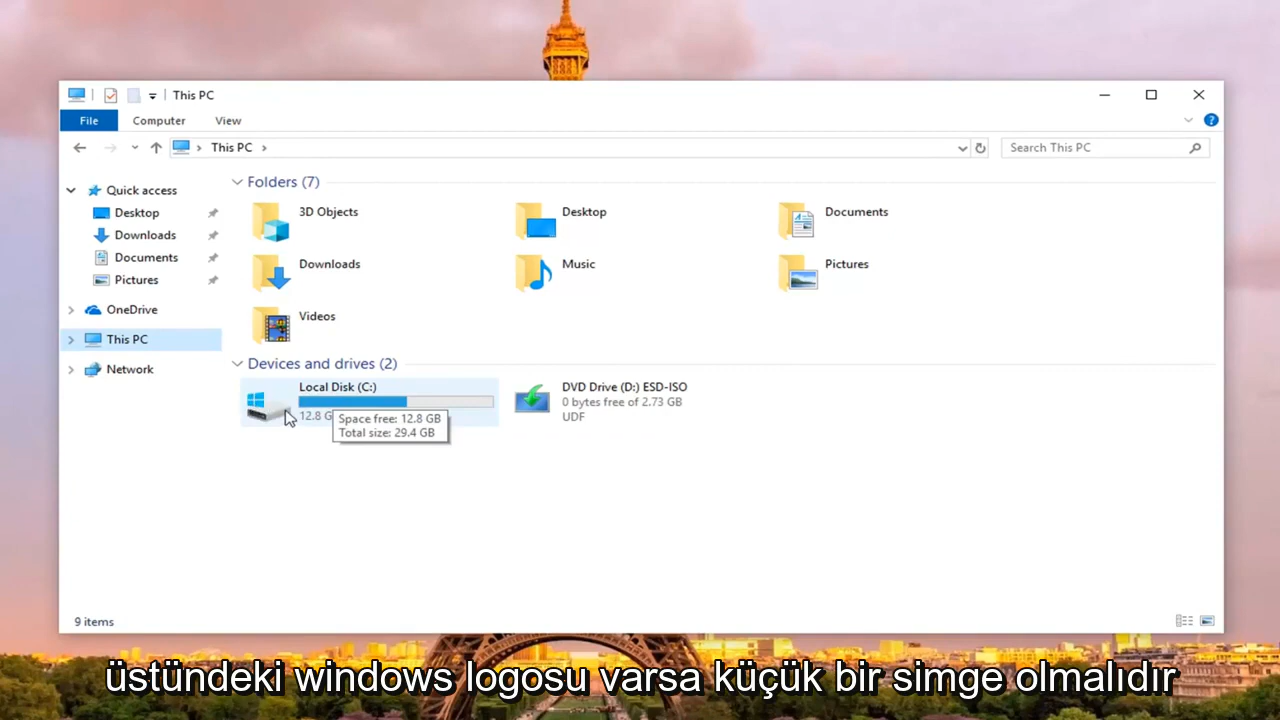 This PC
File
Computer
View
This PC
Search This PC
Quick access
Desktop
Downloads
Documents
Pictures
OneDrive
This PC
Network
Folders (7)
3D Objects
Desktop
Documents
Downloads
Music
Pictures
Videos
Devices and drives (2)
Local Disk (C:)
12.8 G
Space free: 12.8 GB
Total size: 29.4 GB
DVD Drive (D:) ESD-ISO
0 bytes free of 2.73 GB
UDF
9 items
üstündeki windows logosu varsa küçük bir simge olmalıdır